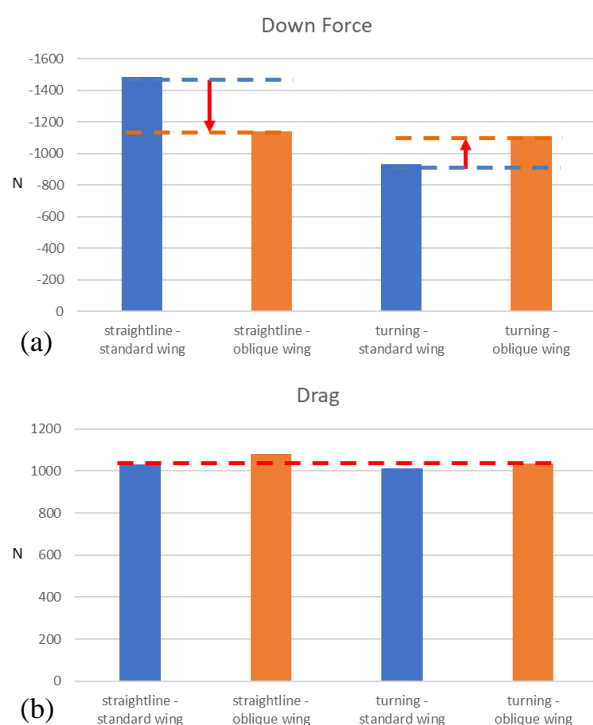 Down Force
-1600
-1400
-1200
-1000
-800
-600
-400
-200
0
N
straightline -
standard wing
straightline -
oblique wing
turning -
standard wing
turning -
oblique wing
(a)
Drag
1200
1000
800
600
400
200
0
N
straightline -
standard wing
straightline -
oblique wing
turning -
standard wing
turning -
oblique wing
(b)